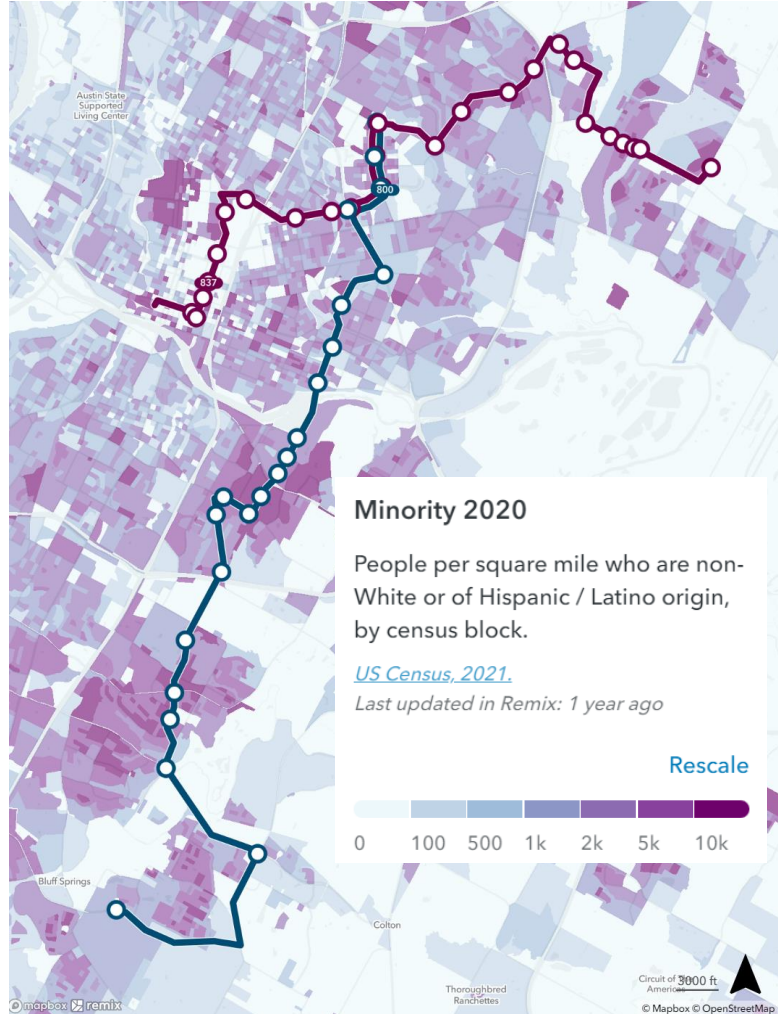 Austin State
Supported
Living Center
800
837
Minority 2020
People per square mile who are non-
White or of Hispanic / Latino origin,
by census block.
US Census, 2021.
Last updated in Remix: 1 year ago
Rescale
0 100 500 1k 2k 5k 10k
Bluff Springs
Colton
Circuit of
3000 ft
Thoroughbred
Ranchettes
mapbox remix
© Mapbox © OpenStreetMap